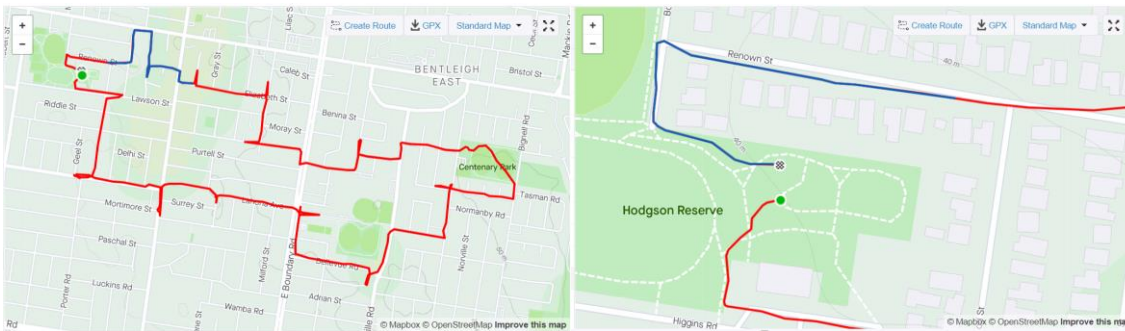 Create Route
GPX
Standard Map
+
−
Renown St
Gray St
Caleb St
BENTLEIGH
EAST
Bristol St
Elizabeth St
Riddle St
Lawson St
Moray St
Benina St
Bignell Rd
Geel St
Delhi St
Purtell St
Centenary Park
Tasman Rd
Mortimore St
Surrey St
Normanby Rd
Paschal St
Milford St
E Boundary Rd
Norville St
50 m
Porter Rd
Luckins Rd
Wamba Rd
Adrian St
© Mapbox © OpenStreetMap Improve this map
Create Route
GPX
Standard Map
+
−
Renown St
40 m
40 m
Hodgson Reserve
Higgins Rd
© Mapbox © OpenStreetMap Improve this map